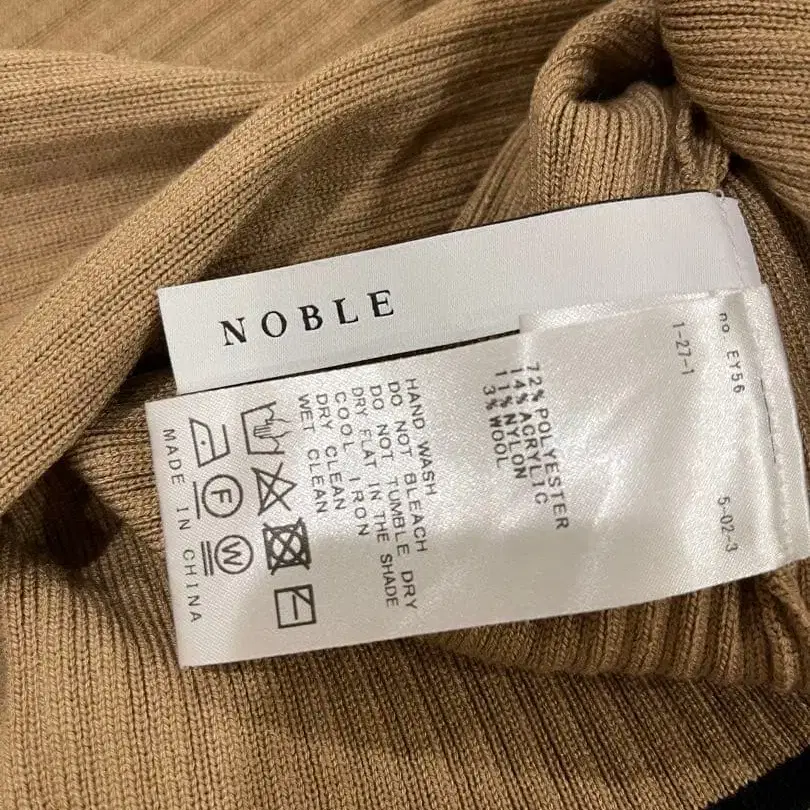 NOBLE
no. EY56
1-27-1
5-02-3
72% POLYESTER
14% ACRYLIC
11% NYLON
3% WOOL
HAND WASH
DO NOT BLEACH
DO NOT TUMBLE DRY
DRY FLAT IN THE SHADE
COOL IRON
DRY CLEAN
WET CLEAN
F
W
MADE IN CHINA